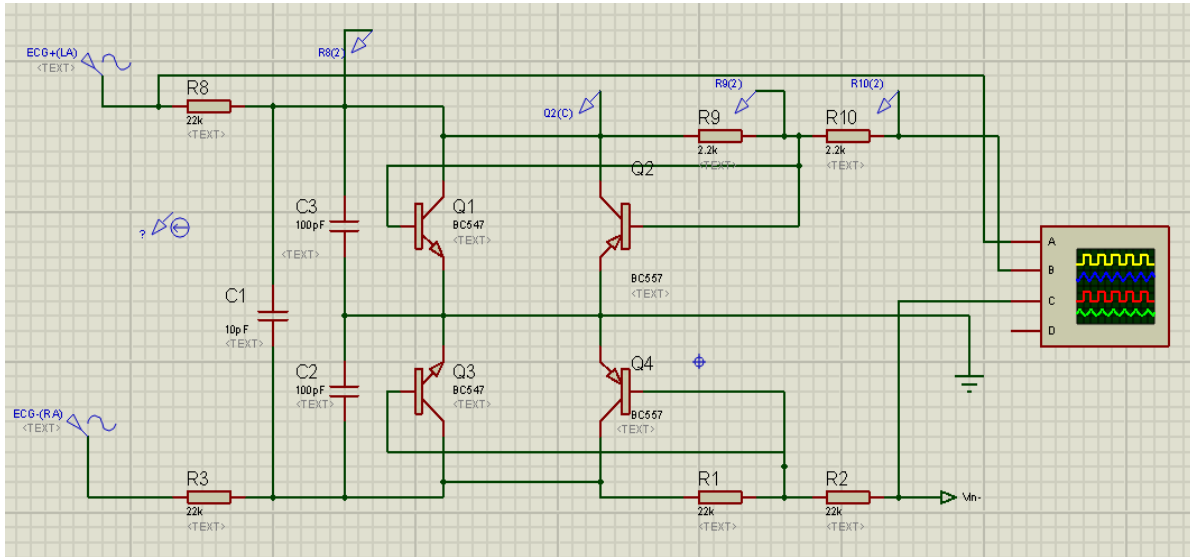 ECG+(LA)
<TEXT>
R8(2)
R8
22k
<TEXT>
Q2(C)
R9(2)
R10(2)
R9
2.2k
<TEXT>
R10
2.2k
<TEXT>
?
C3
100pF
<TEXT>
Q1
BC547
<TEXT>
Q2
BC557
<TEXT>
A
B
C
D
C1
10pF
<TEXT>
C2
100pF
<TEXT>
Q3
BC547
<TEXT>
Q4
BC557
<TEXT>
ECG-(RA)
<TEXT>
R3
22k
<TEXT>
R1
22k
<TEXT>
R2
22k
<TEXT>
Vin-